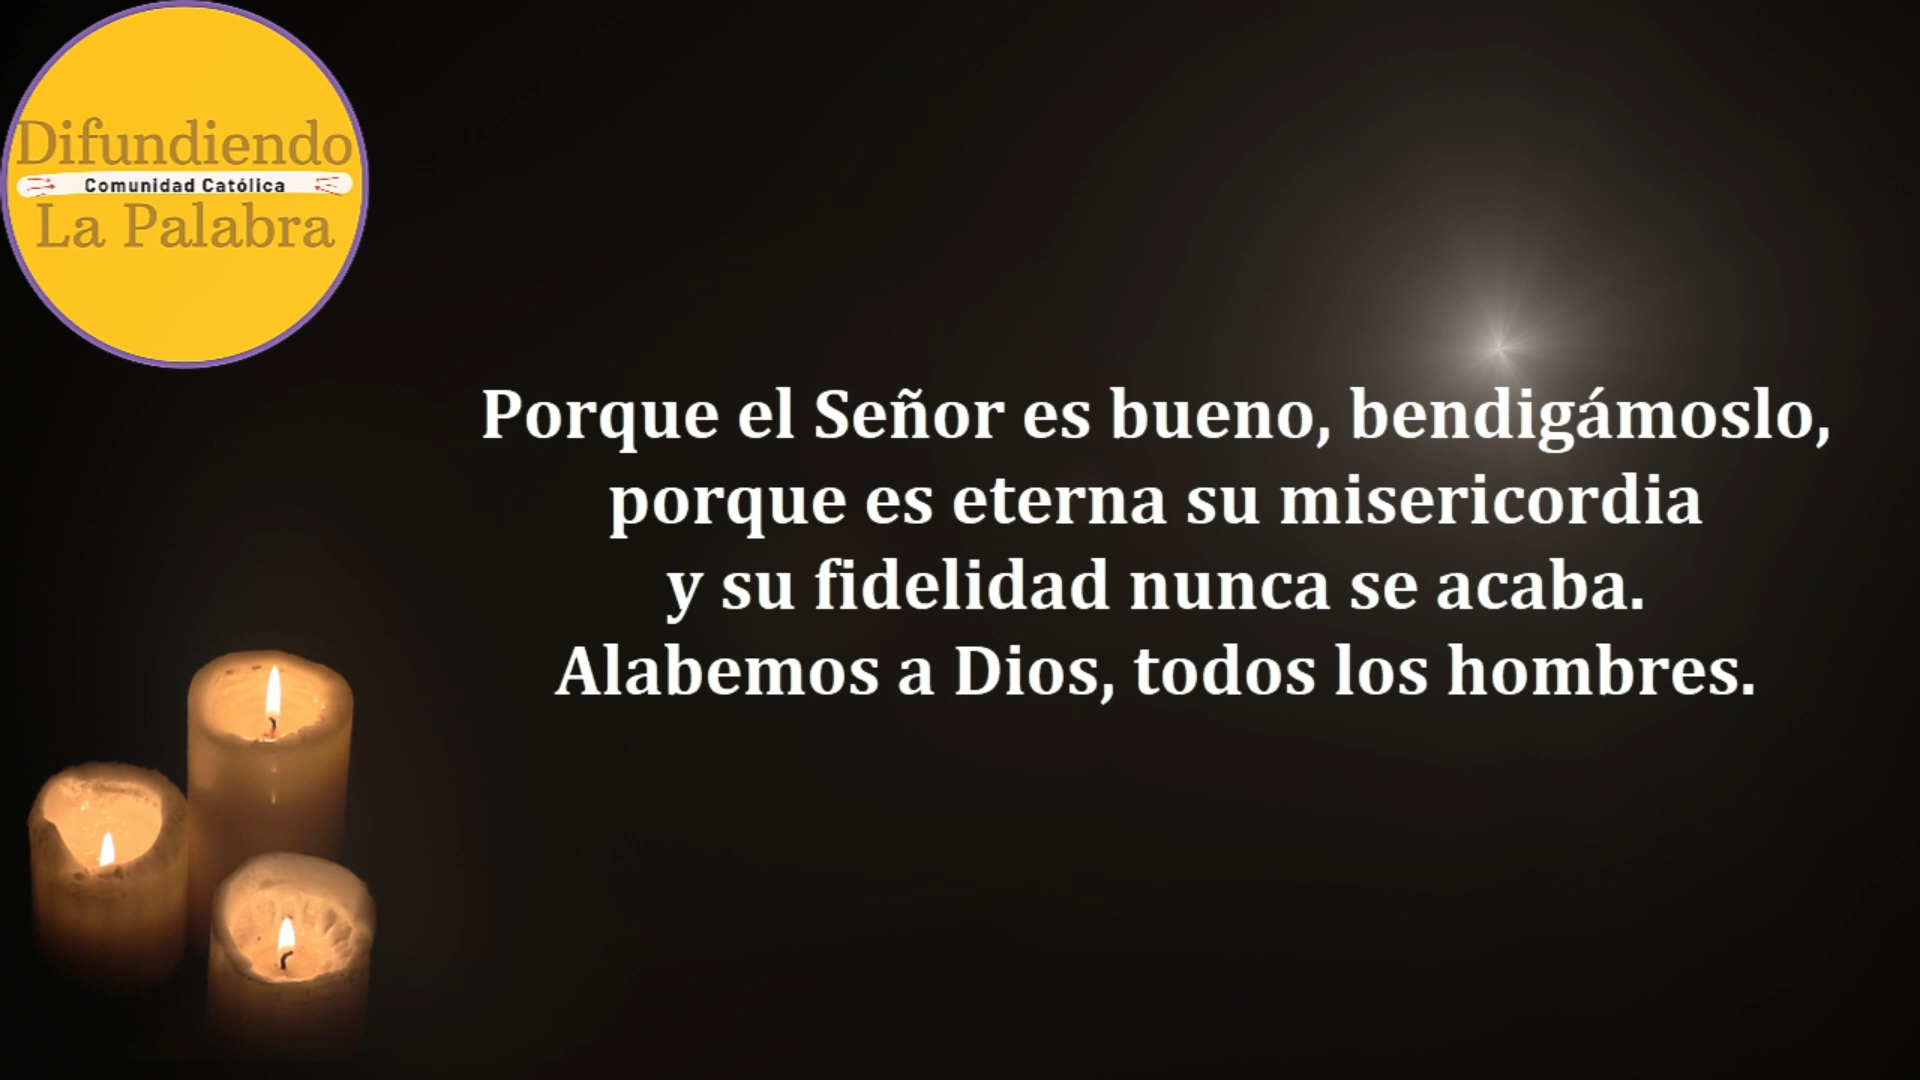 Difundiendo
Comunidad Católica
La Palabra
Porque el Señor es bueno, bendigámoslo,
porque es eterna su misericordia
y su fidelidad nunca se acaba.
Alabemos a Dios, todos los hombres.